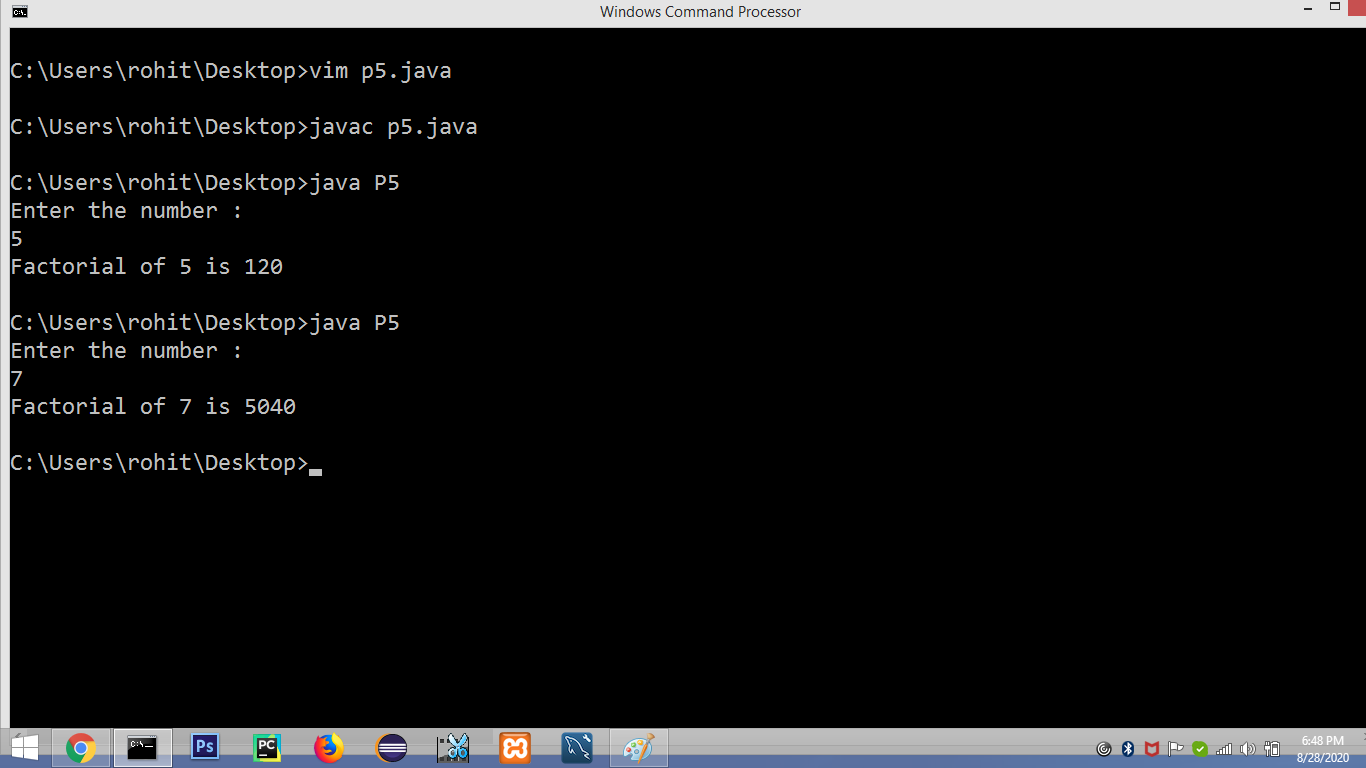 Windows Command Processor
C:\Users\rohit\Desktop>vim p5.java
C:\Users\rohit\Desktop>javac p5.java
C:\Users\rohit\Desktop>java P5
Enter the number :
5
Factorial of 5 is 120
C:\Users\rohit\Desktop>java P5
Enter the number :
7
Factorial of 7 is 5040
C:\Users\rohit\Desktop>
C:\.
C:\._
Ps
PC
6:48 PM
8/28/2020